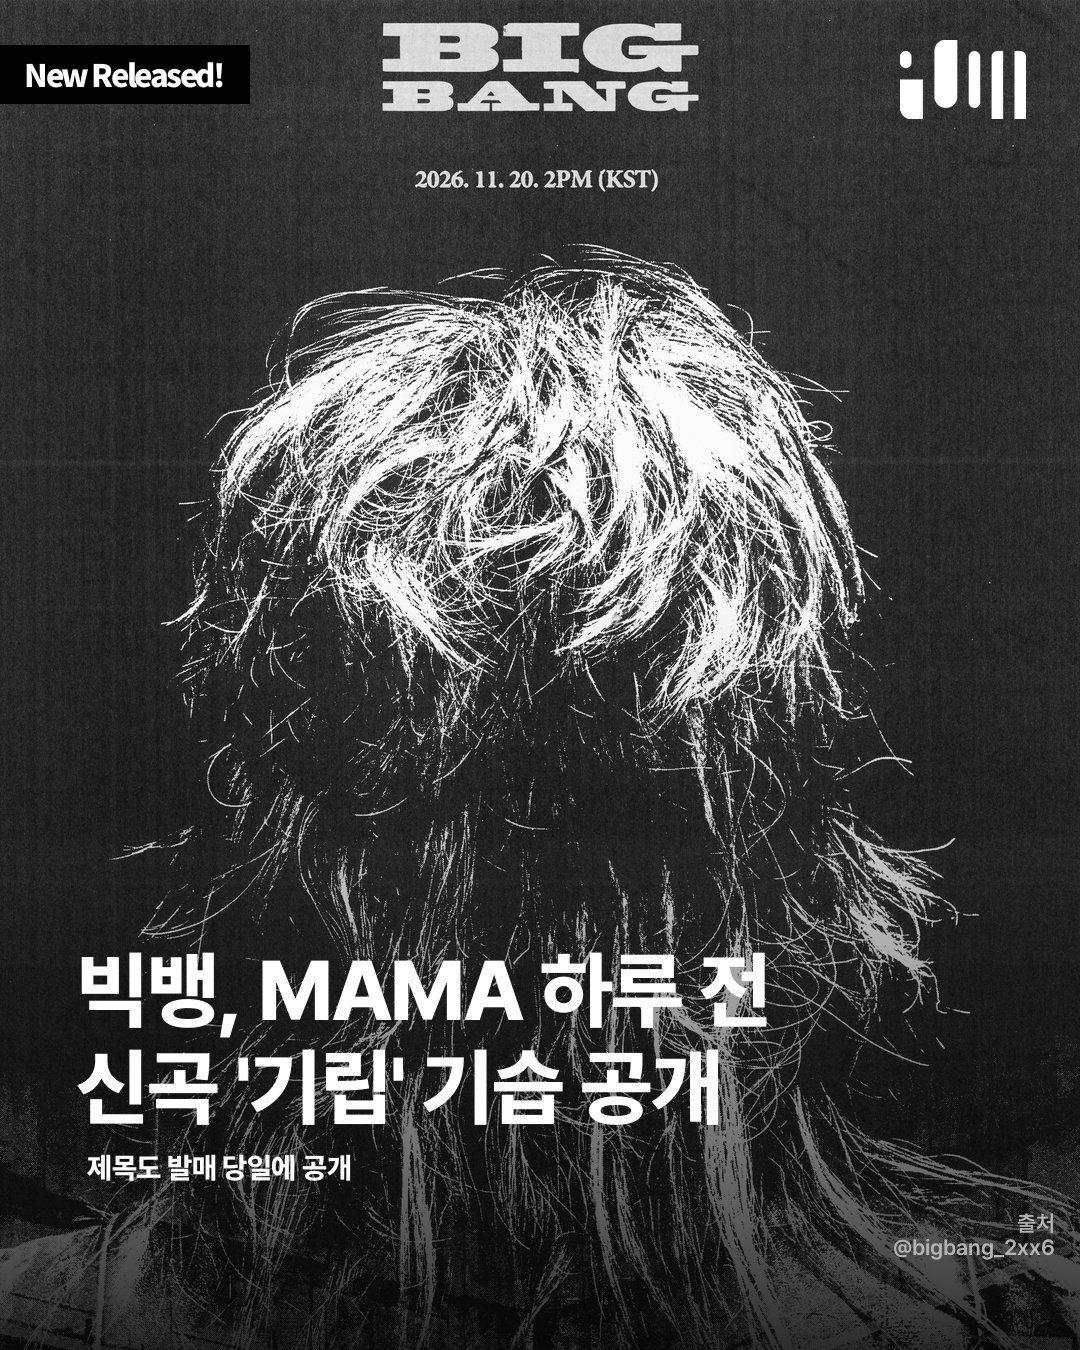 New Released!
BIG
BANG
idm
2026. 11. 20. 2PM (KST)
빅뱅, MAMA 하루 전
신곡 '기립' 기습 공개
제목도 발매 당일에 공개
출처
@bigbang_2xx6